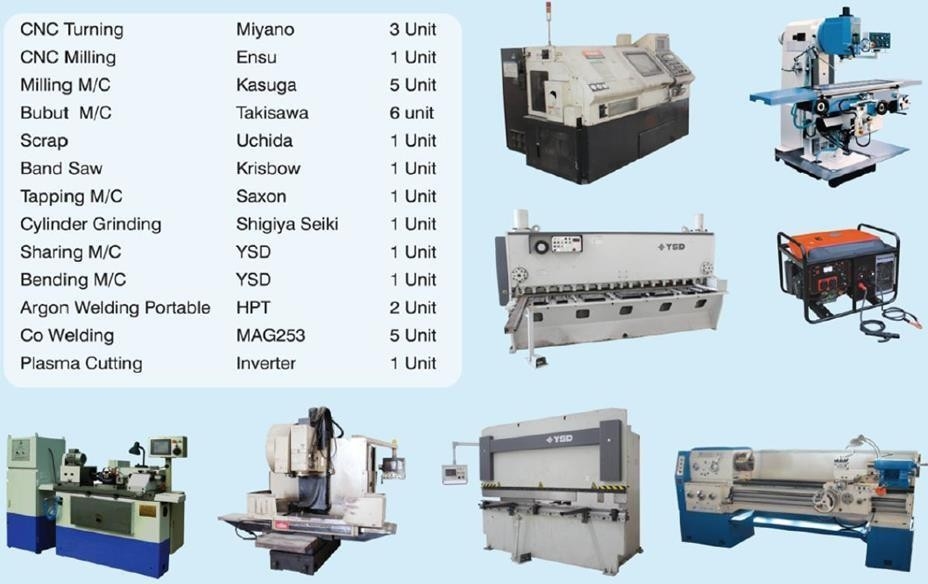 CNC Turning Miyano 3 Unit
CNC Milling Ensu 1 Unit
Milling M/C Kasuga 5 Unit
Bubut M/C Takisawa 6 unit
Scrap Uchida 1 Unit
Band Saw Krisbow 1 Unit
Tapping M/C Saxon 1 Unit
Cylinder Grinding Shigiya Seiki 1 Unit
Sharing M/C YSD 1 Unit
Bending M/C YSD 1 Unit
Argon Welding Portable HPT 2 Unit
Co Welding MAG253 5 Unit
Plasma Cutting Inverter 1 Unit
YSD
YSD